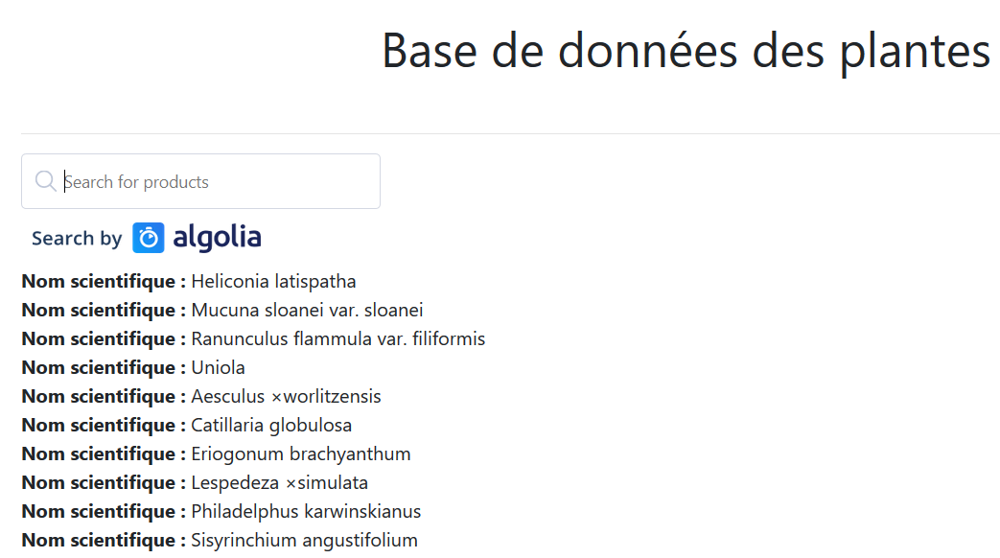 Base de données des plantes
Search for products
Search by algolia
Nom scientifique : Heliconia latispatha
Nom scientifique : Mucuna sloanei var. sloanei
Nom scientifique : Ranunculus flammula var. filiformis
Nom scientifique : Uniola
Nom scientifique : Aesculus ×worlitzensis
Nom scientifique : Catillaria globulosa
Nom scientifique : Eriogonum brachyanthum
Nom scientifique : Lespedeza ×simulata
Nom scientifique : Philadelphus karwinskianus
Nom scientifique : Sisyrinchium angustifolium